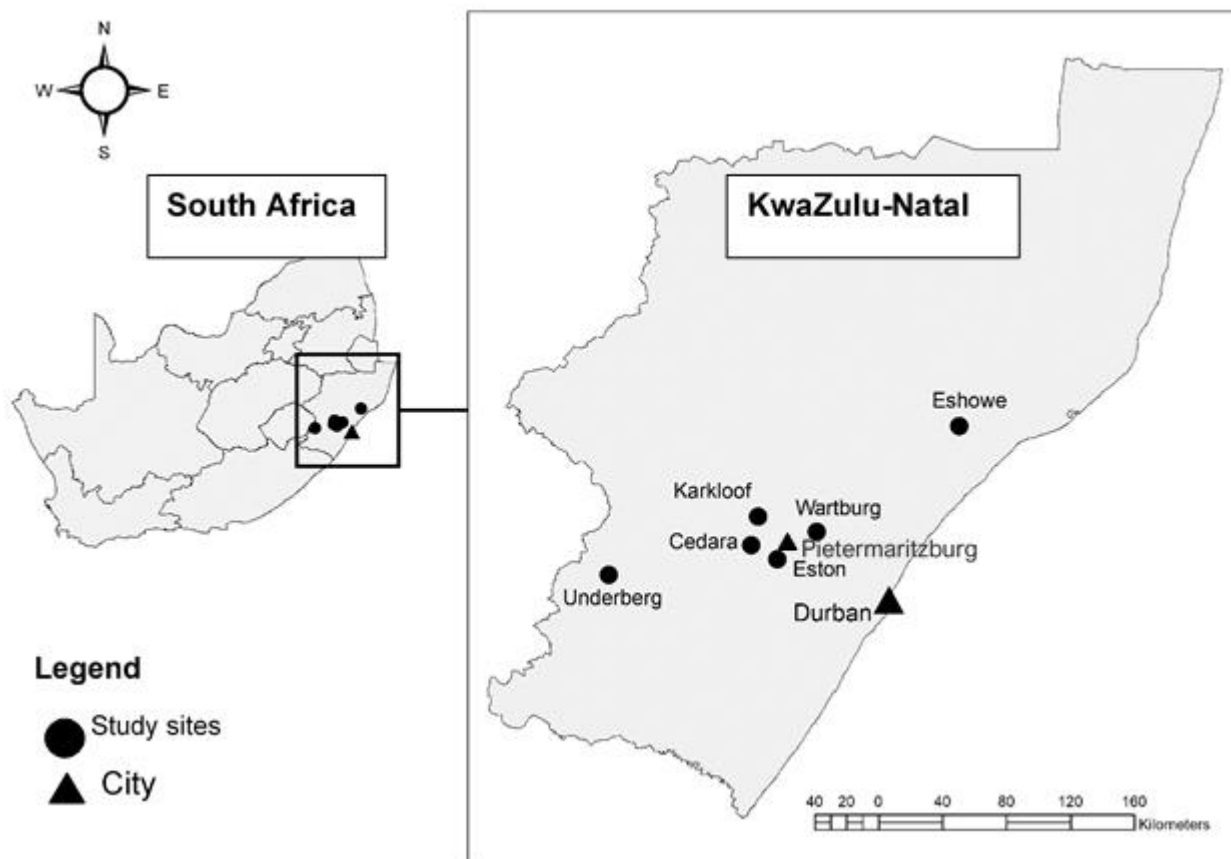 N
W E
S
South Africa
KwaZulu-Natal
Eshowe
Karkloof
Wartburg
Cedara
Pietermaritzburg
Eston
Underberg
Durban
Legend
Study sites
City
40 20 0 40 80 120 160
Kilometers